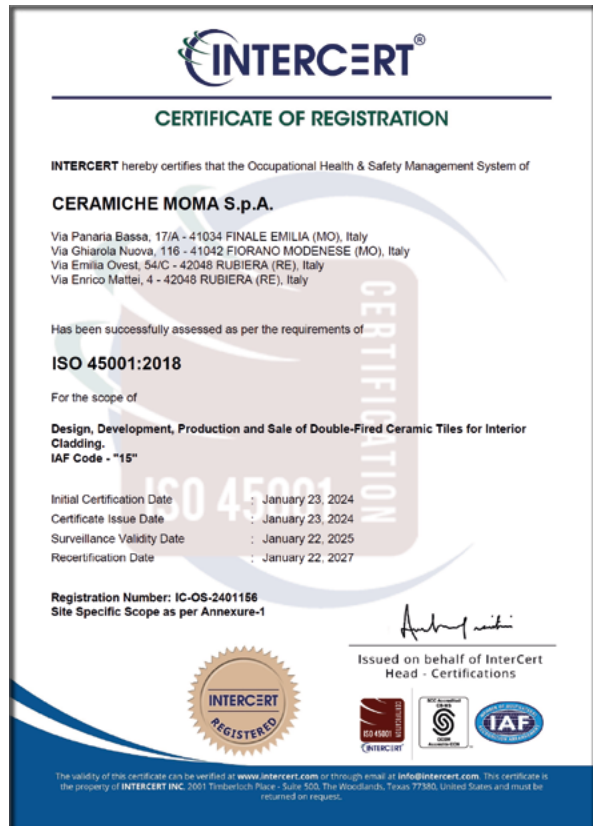 INTERCERT®
CERTIFICATE OF REGISTRATION
INTERCERT hereby certifies that the Occupational Health & Safety Management System of
CERAMICHE MOMA S.p.A.
Via Panaria Bassa, 17/A - 41034 FINALE EMILIA (MO), Italy
Via Ghiarola Nuova, 116 - 41042 FIORANO MODENESE (MO), Italy
Via Emilia Ovest, 54/C - 42048 RUBIERA (RE), Italy
Via Enrico Mattei, 4 - 42048 RUBIERA (RE), Italy
Has been successfully assessed as per the requirements of
ISO 45001:2018
For the scope of
Design, Development, Production and Sale of Double-Fired Ceramic Tiles for Interior
Cladding.
IAF Code - "15"
Initial Certification Date : January 23, 2024
Certificate Issue Date : January 23, 2024
Surveillance Validity Date : January 22, 2025
Recertification Date : January 22, 2027
ISO 45001
CERTIFICATION
Registration Number: IC-OS-2401156
Site Specific Scope as per Annexure-1
Issued on behalf of InterCert
Head - Certifications
INTERCERT
REGISTERED
ISO 45001
CERTIFICATION
INTERCERT
IAF
The validity of this certificate can be verified at www.intercert.com or through email at info@intercert.com. This certificate is
the property of INTERCERT INC, 2001 Timberloch Place - Suite 500, The Woodlands, Texas 77380, United States and must be
returned on request.